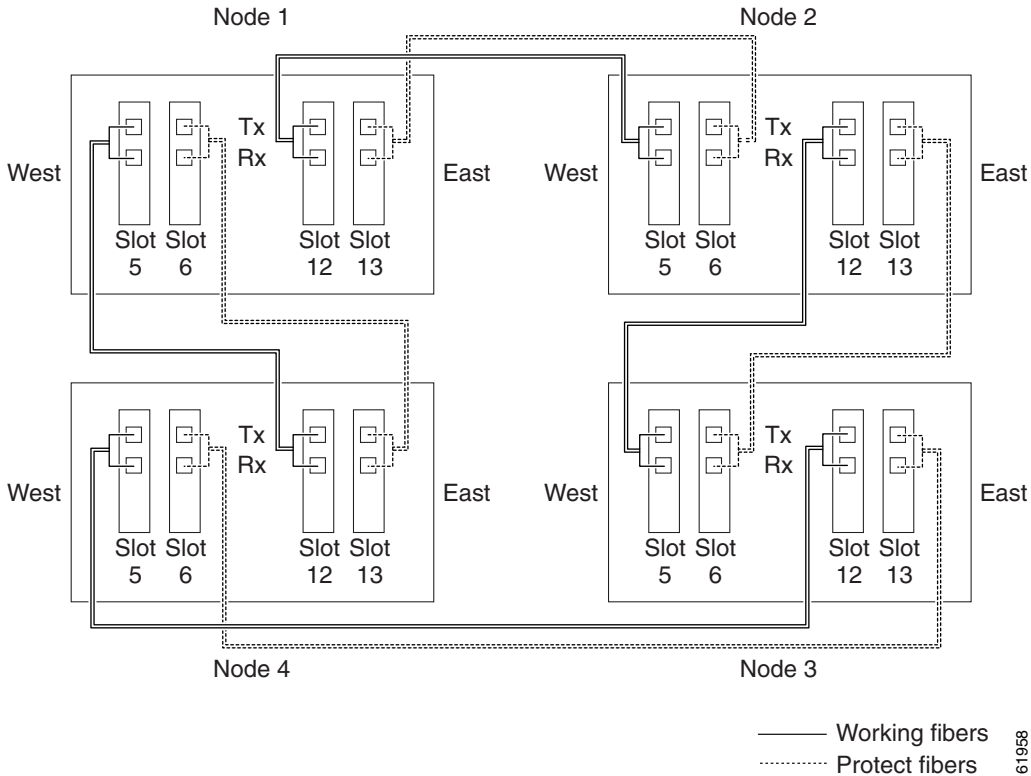 Node 1
Node 2
Tx
Rx
Tx
Rx
West
East
West
East
Slot Slot
5 6
Slot Slot
12 13
Slot Slot
5 6
Slot Slot
12 13
Tx
Rx
Tx
Rx
West
East
West
East
Slot Slot
5 6
Slot Slot
12 13
Slot Slot
5 6
Slot Slot
12 13
Node 4
Node 3
Working fibers
Protect fibers
61958